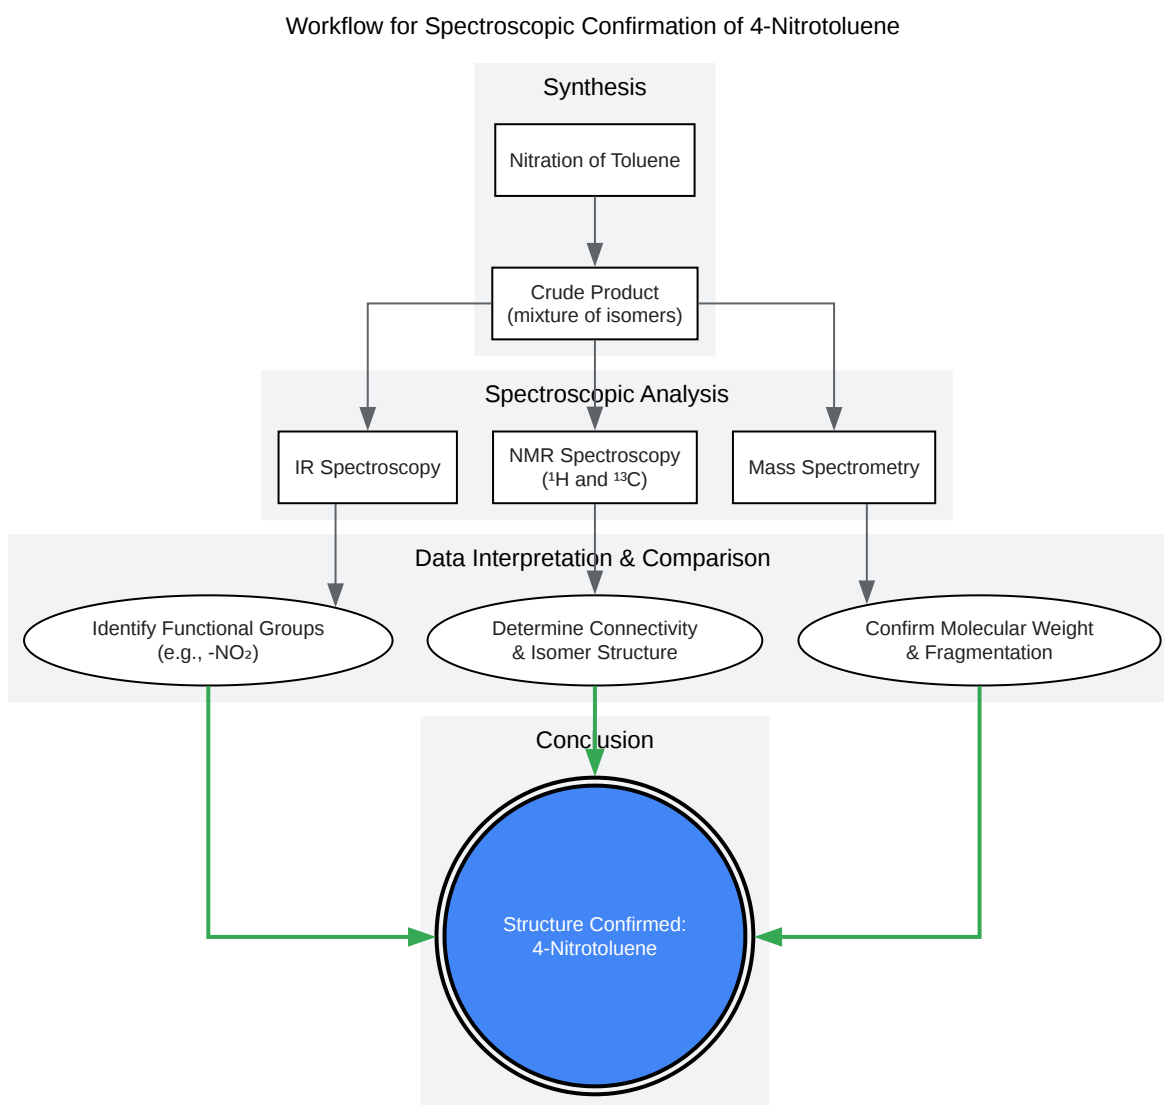 Workflow for Spectroscopic Confirmation of 4-Nitrotoluene
Synthesis
Nitration of Toluene
Crude Product
(mixture of isomers)
Spectroscopic Analysis
IR Spectroscopy
NMR Spectroscopy
(¹H and ¹³C)
Mass Spectrometry
Data Interpretation & Comparison
Identify Functional Groups
(e.g., -NO₂)
Determine Connectivity
& Isomer Structure
Confirm Molecular Weight
& Fragmentation
Conclusion
Structure Confirmed:
4-Nitrotoluene